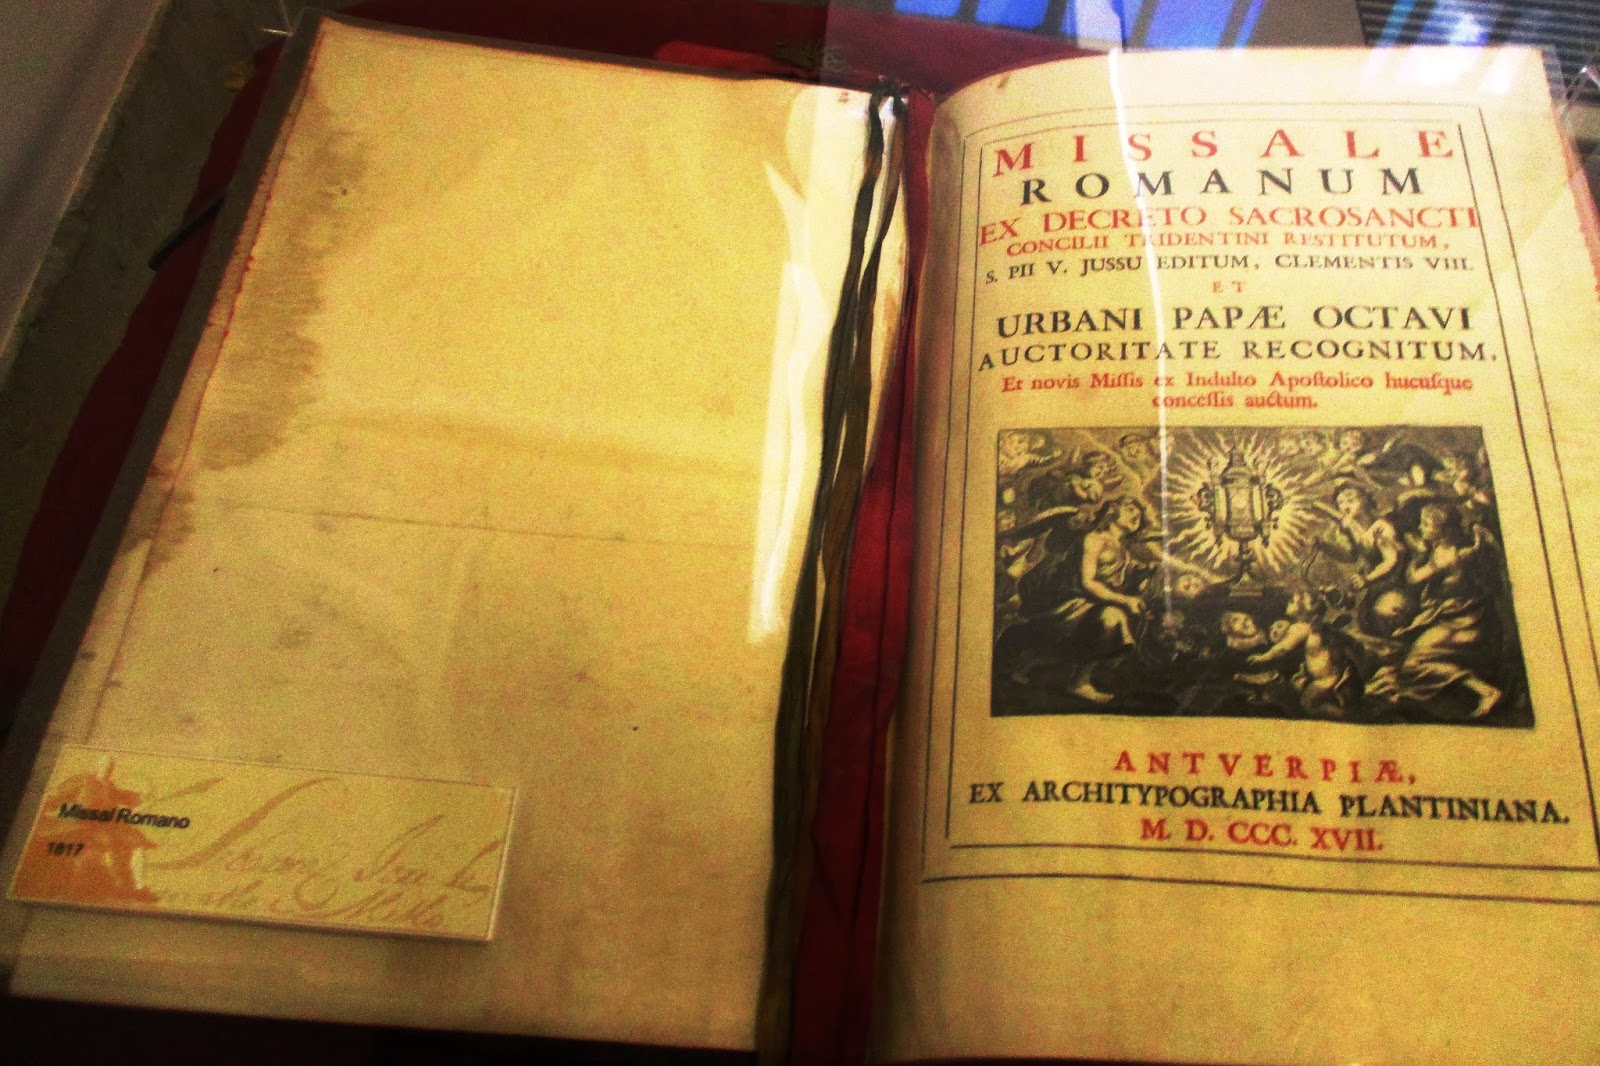 Missal Romano
1817
MISSALE
ROMANUM
EX DECRETO SACROSANCTI
CONCILII TRIDENTINI RESTITUTUM,
S. PII V. JUSSU EDITUM, CLEMENTIS VIII.
ET
URBANI PAPÆ OCTAVI
AUCTORITATE RECOGNITUM,
Et novis Miſſis ex Indulto Apoſtolico hucuſque
conceſſis auctum.
ANTVERPIÆ,
EX ARCHITYPOGRAPHIA PLANTINIANA.
M. D. CCC. XVII.